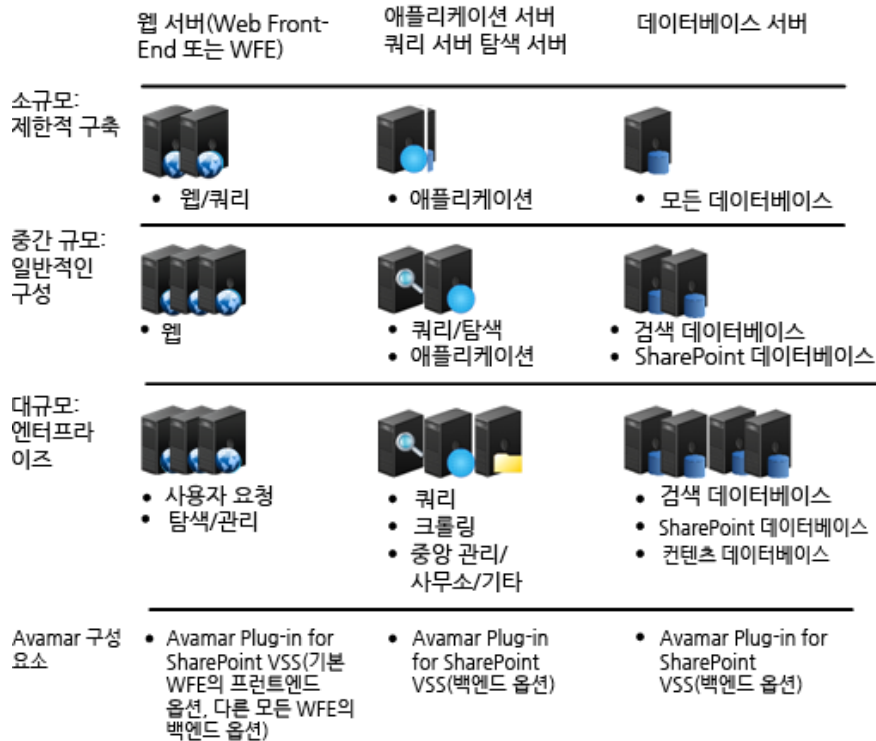 웹 서버(Web Front-
End 또는 WFE)
애플리케이션 서버
쿼리 서버 탐색 서버
데이터베이스 서버
소규모:
제한적 구축
• 웹/쿼리
• 애플리케이션
• 모든 데이터베이스
중간 규모:
일반적인
구성
• 웹
• 쿼리/탐색
• 애플리케이션
• 검색 데이터베이스
• SharePoint 데이터베이스
대규모:
엔터프라
이즈
• 사용자 요청
• 탐색/관리
• 쿼리
• 크롤링
• 중앙 관리/
사무소/기타
• 검색 데이터베이스
• SharePoint 데이터베이스
• 컨텐츠 데이터베이스
Avamar 구성
요소
• Avamar Plug-in for
SharePoint VSS(기본
WFE의 프런트엔드
옵션, 다른 모든 WFE의
백엔드 옵션)
• Avamar Plug-in
for SharePoint
VSS(백엔드 옵션)
• Avamar Plug-in for
SharePoint
VSS(백엔드 옵션)